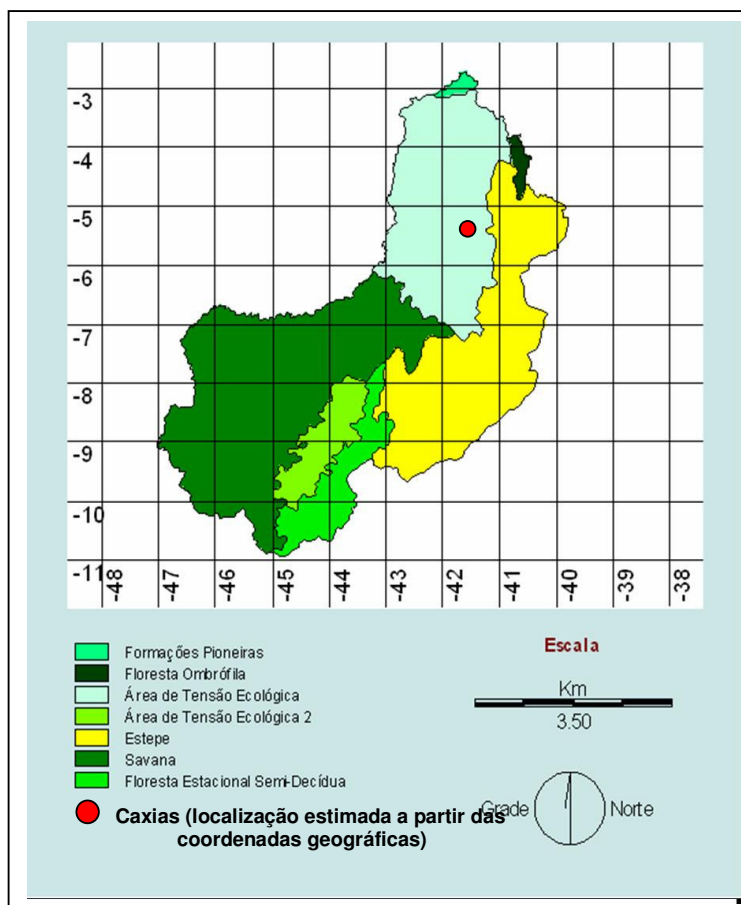 -3
-4
-5
-6
-7
-8
-9
-10
-11
-48
-47
-46
-45
-44
-43
-42
-41
-40
-39
-38
Formações Pioneiras
Floresta Ombrófila
Área de Tensão Ecológica
Área de Tensão Ecológica 2
Estepe
Savana
Floresta Estacional Semi-Decídua
Caxias (localização estimada a partir das
coordenadas geográficas)
Escala
Km
3.50
Grade Norte